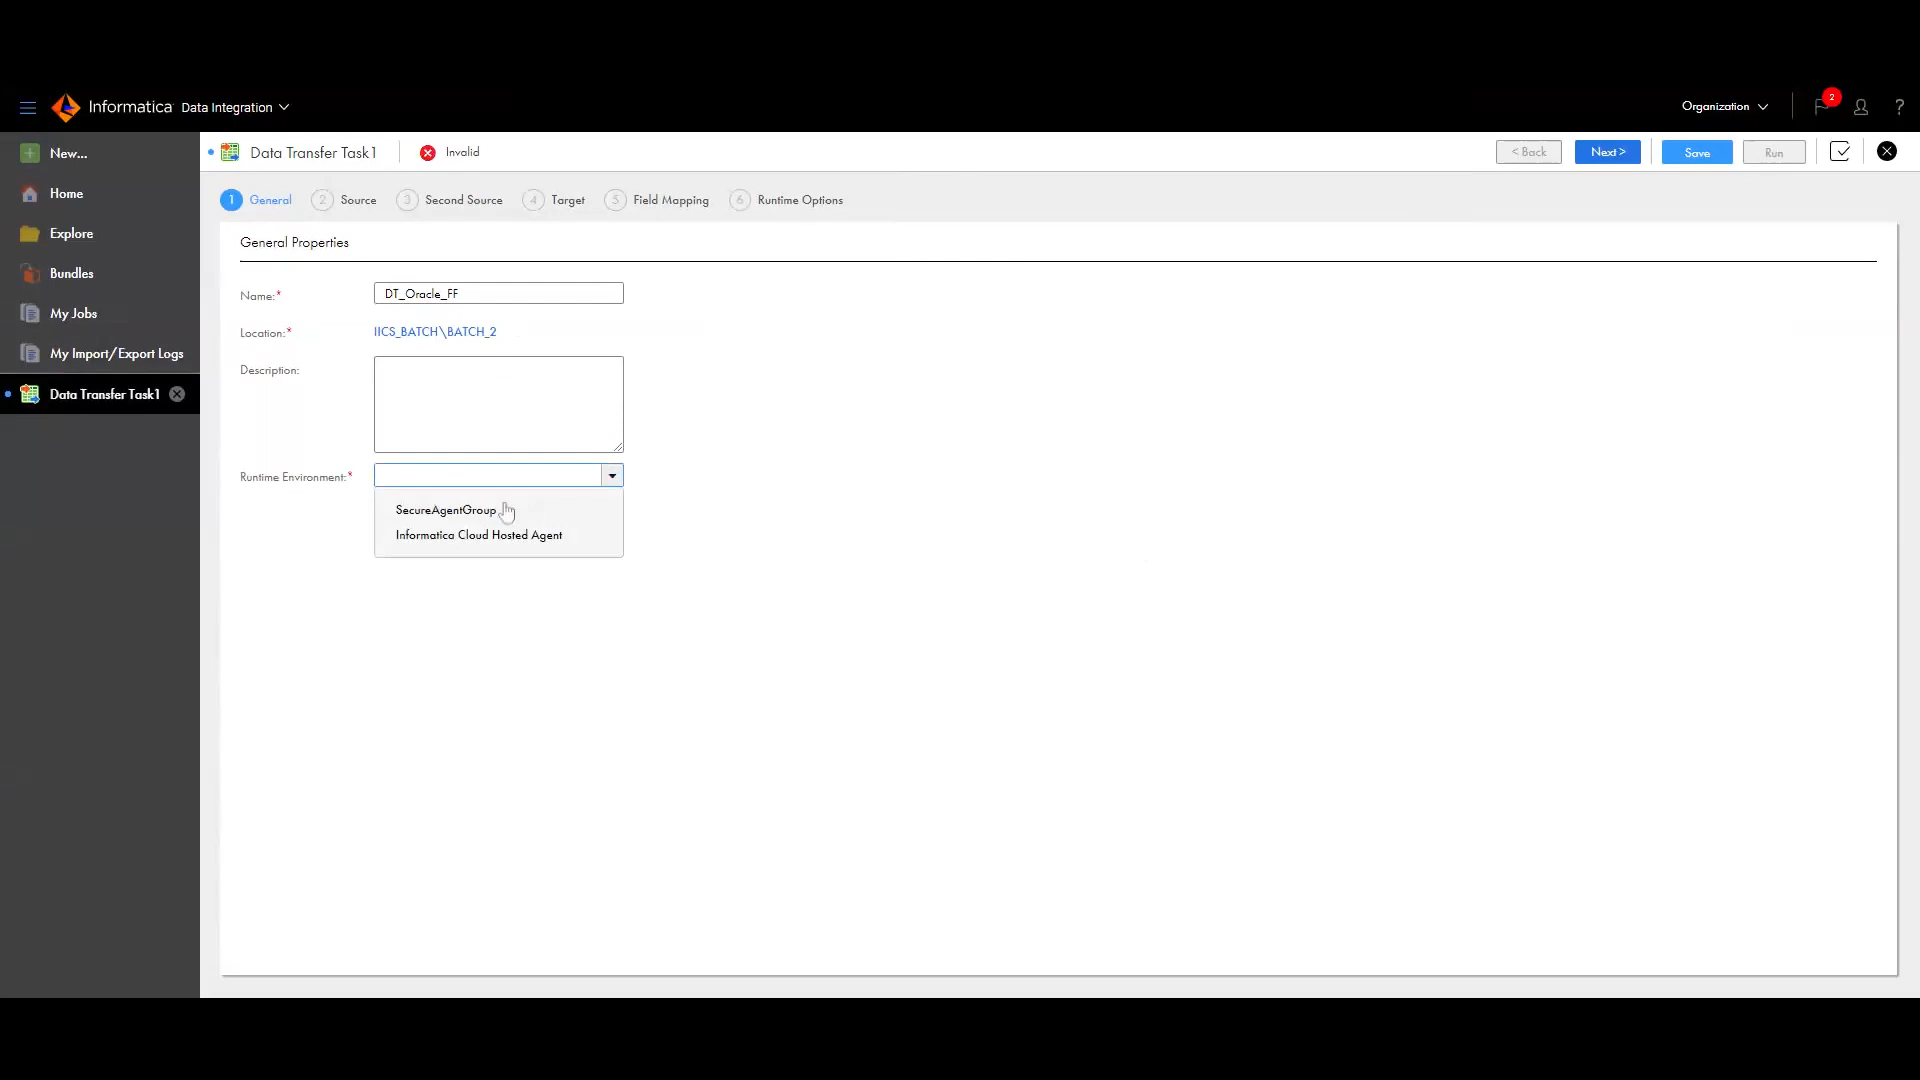 Informatica Data Integration
Organization
2
?
New...
Home
Explore
Bundles
My Jobs
My Import/Export Logs
Data Transfer Task1
Data Transfer Task1
Invalid
< Back
Next >
Save
Run
1 General
2 Source
3 Second Source
4 Target
5 Field Mapping
6 Runtime Options
General Properties
Name:*
DT_Oracle_FF
Location:*
IICS_BATCH\BATCH_2
Description:
Runtime Environment:*
SecureAgentGroup
Informatica Cloud Hosted Agent